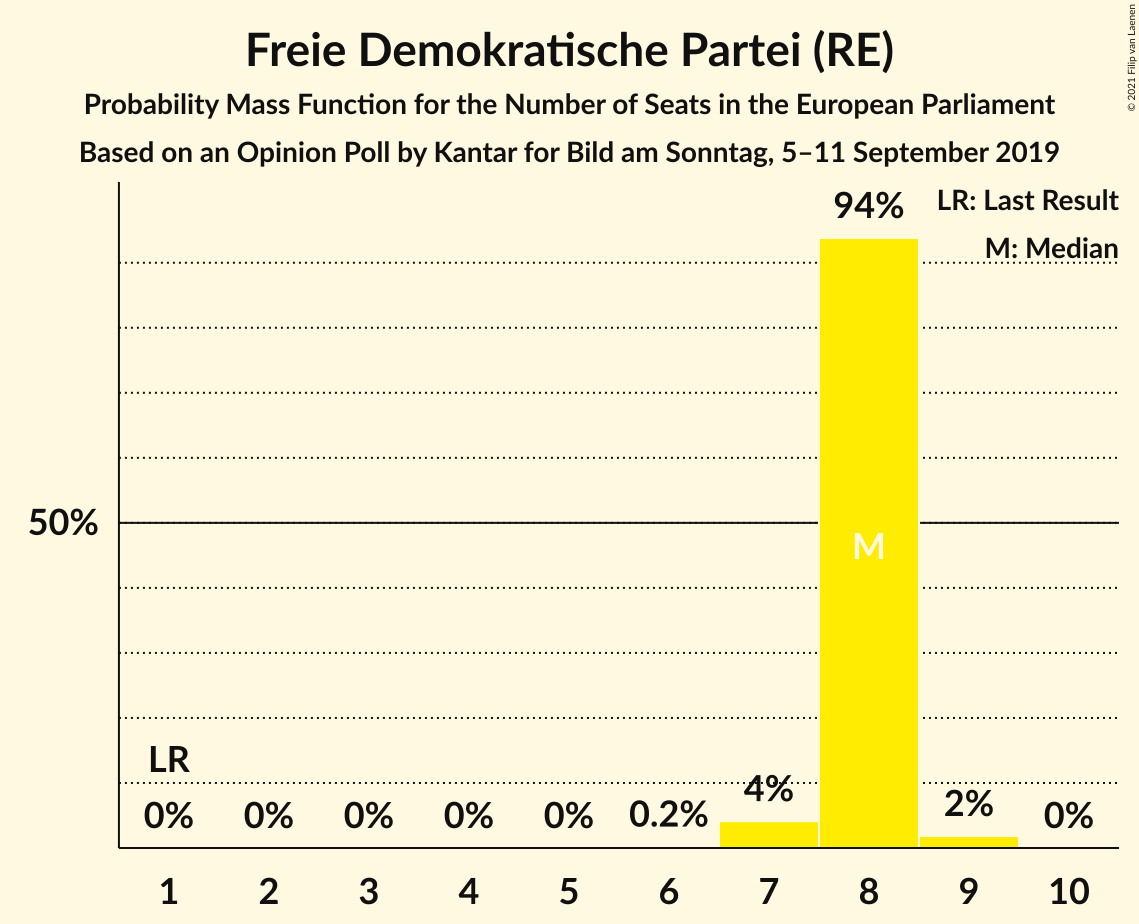 Freie Demokratische Partei (RE)
Probability Mass Function for the Number of Seats in the European Parliament
Based on an Opinion Poll by Kantar for Bild am Sonntag, 5–11 September 2019
© 2021 Filip van Laenen
LR: Last Result
M: Median
94%
50%
M
LR
0% 0% 0% 0% 0% 0.2% 4% 2% 0%
1 2 3 4 5 6 7 8 9 10